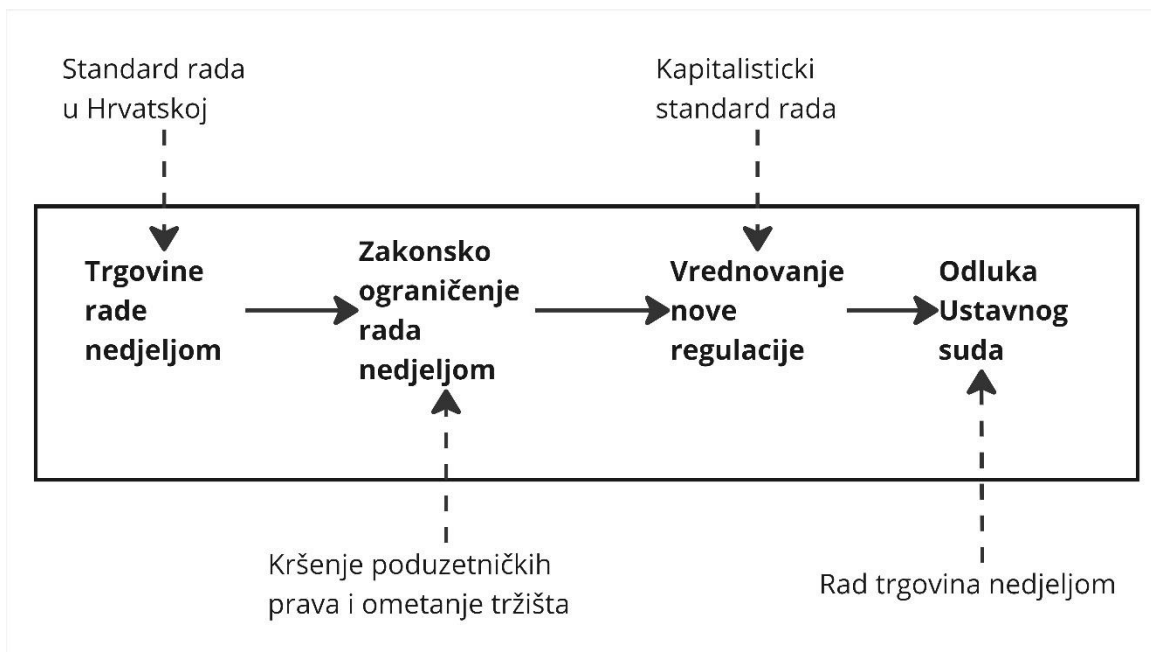 Standard rada
u Hrvatskoj
Kapitalisticki
standard rada
Trgovine
rade
nedjeljom
Zakonsko
ograničenje
rada
nedjeljom
Vrednovanje
nove
regulacije
Odluka
Ustavnog
suda
Kršenje poduzetničkih
prava i ometanje tržišta
Rad trgovina nedjeljom